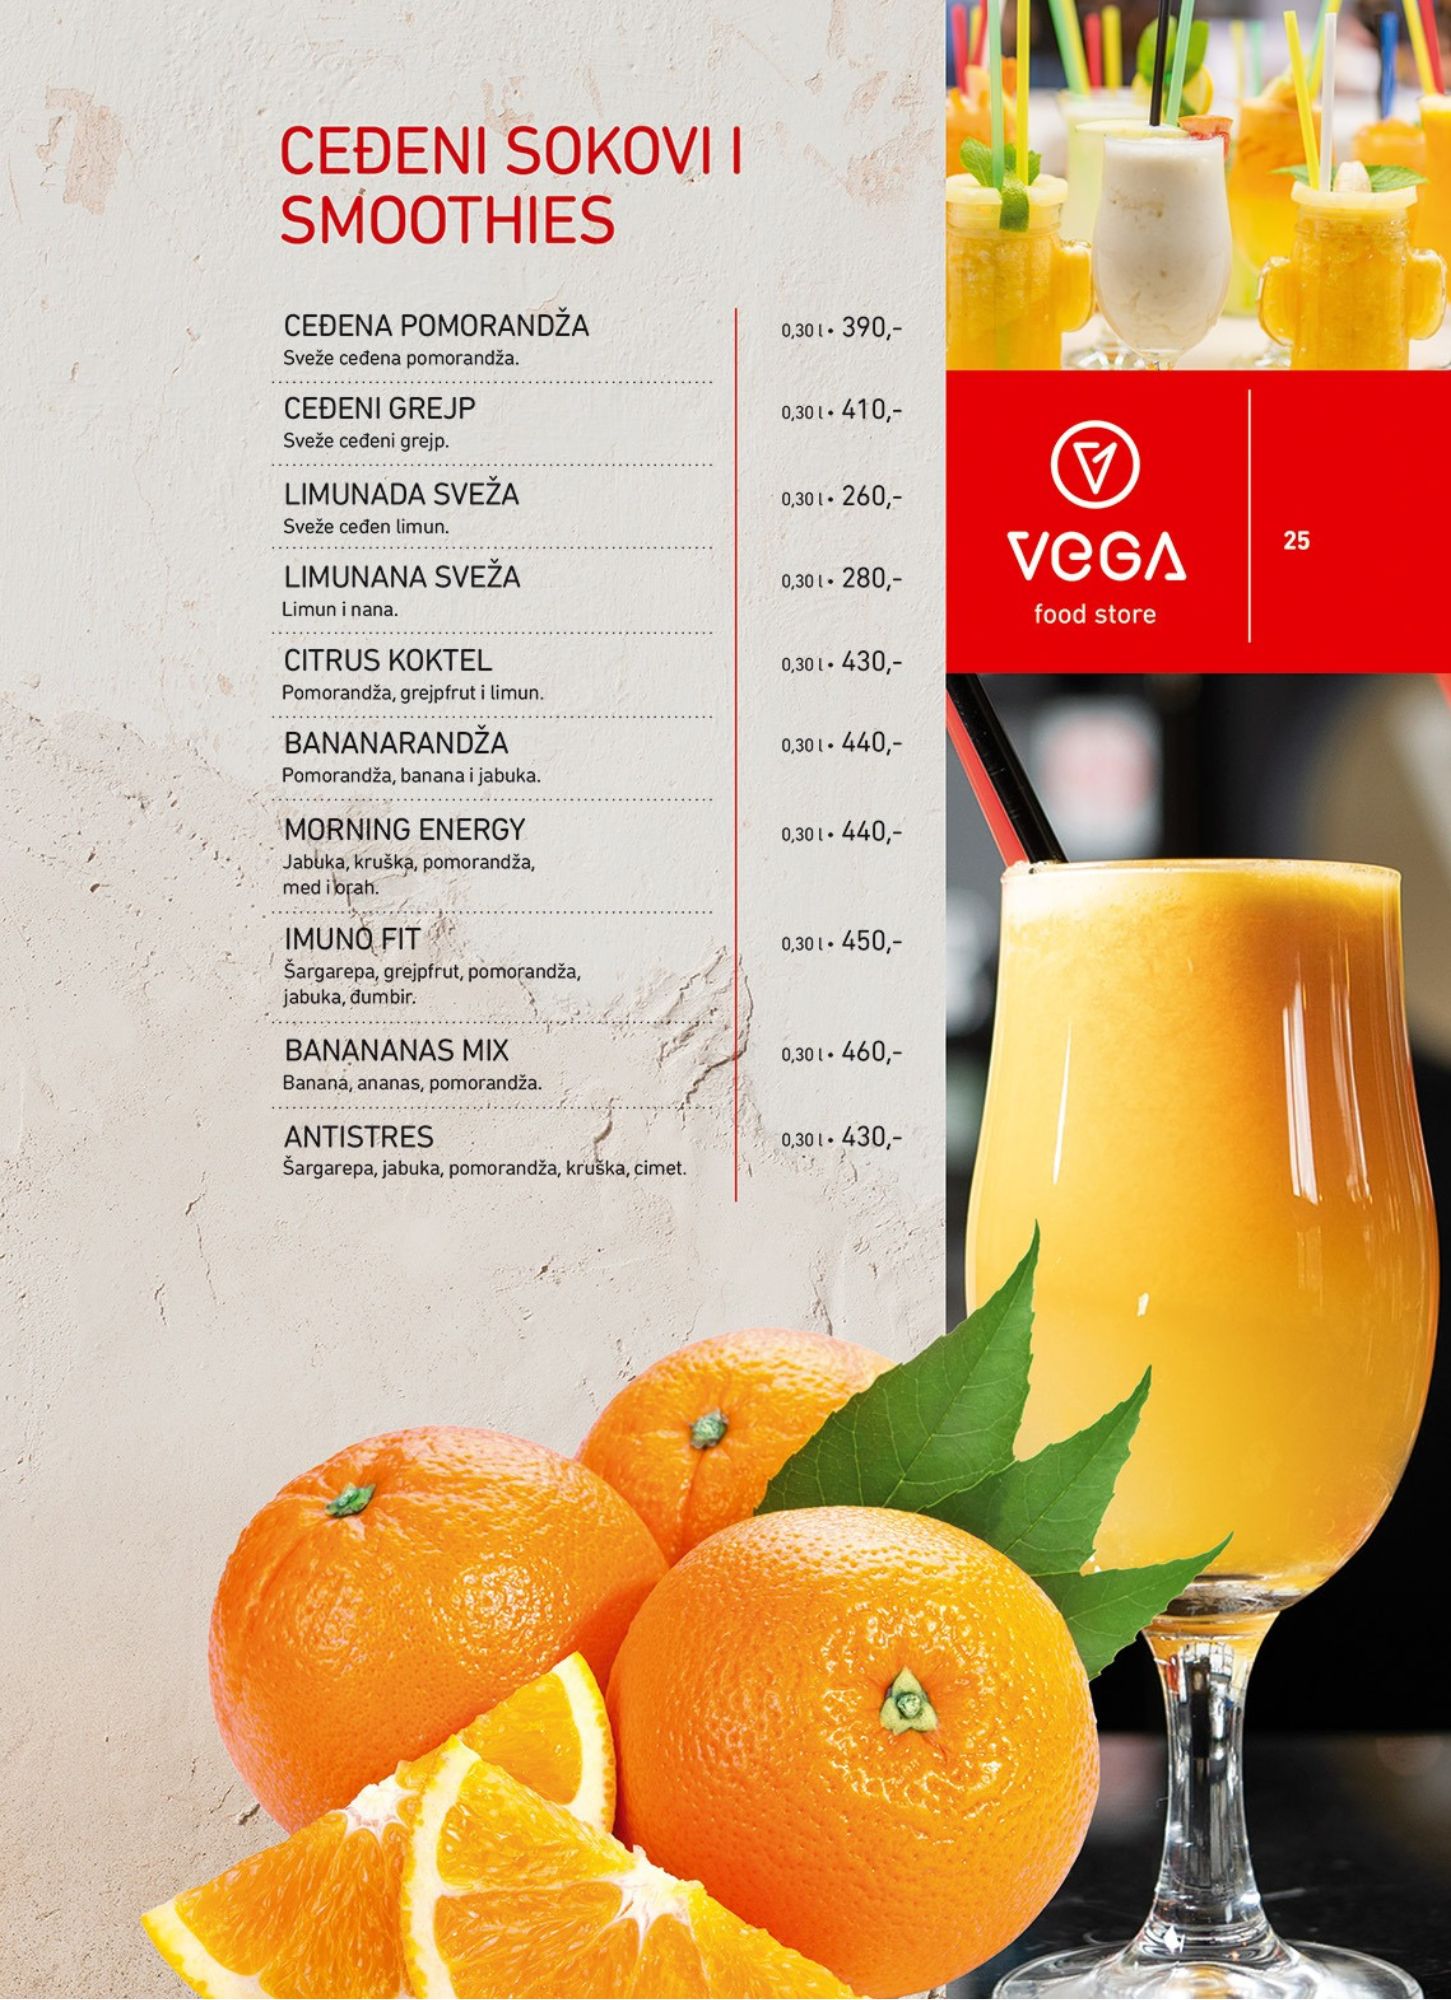 CEĐENI SOKOVI I
SMOOTHIES
CEĐENA POMORANDŽA
0,30 l • 390,-
Sveže ceđena pomorandža.
CEĐENI GREJP
0,30 l • 410,-
Sveže ceđeni grejp.
LIMUNADA SVEŽA
0,30 l • 260,-
Sveže ceđen limun.
LIMUNANA SVEŽA
0,30 l • 280,-
Limun i nana.
CITRUS KOKTEL
0,30 l • 430,-
Pomorandža, grejpfrut i limun.
BANANARANDŽA
0,30 l • 440,-
Pomorandža, banana i jabuka.
MORNING ENERGY
0,30 l • 440,-
Jabuka, kruška, pomorandža,
med i orah.
IMUNO FIT
0,30 l • 450,-
Šargarepa, grejpfrut, pomorandža,
jabuka, đumbir.
BANANANAS MIX
0,30 l • 460,-
Banana, ananas, pomorandža.
ANTISTRES
0,30 l • 430,-
Šargarepa, jabuka, pomorandža, kruška, cimet.
VEGA
food store
25